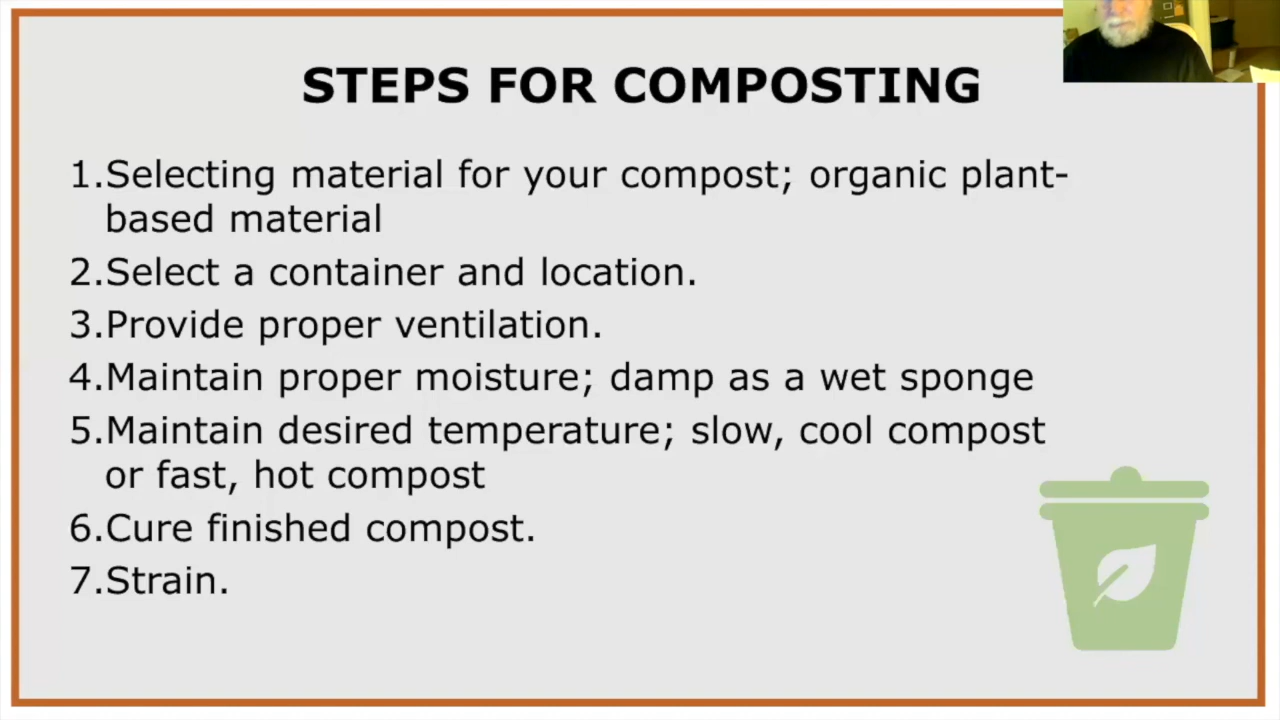 STEPS FOR COMPOSTING
1.Selecting material for your compost; organic plant-
based material
2.Select a container and location.
3.Provide proper ventilation.
4.Maintain proper moisture; damp as a wet sponge
5.Maintain desired temperature; slow, cool compost
or fast, hot compost
6.Cure finished compost.
7.Strain.